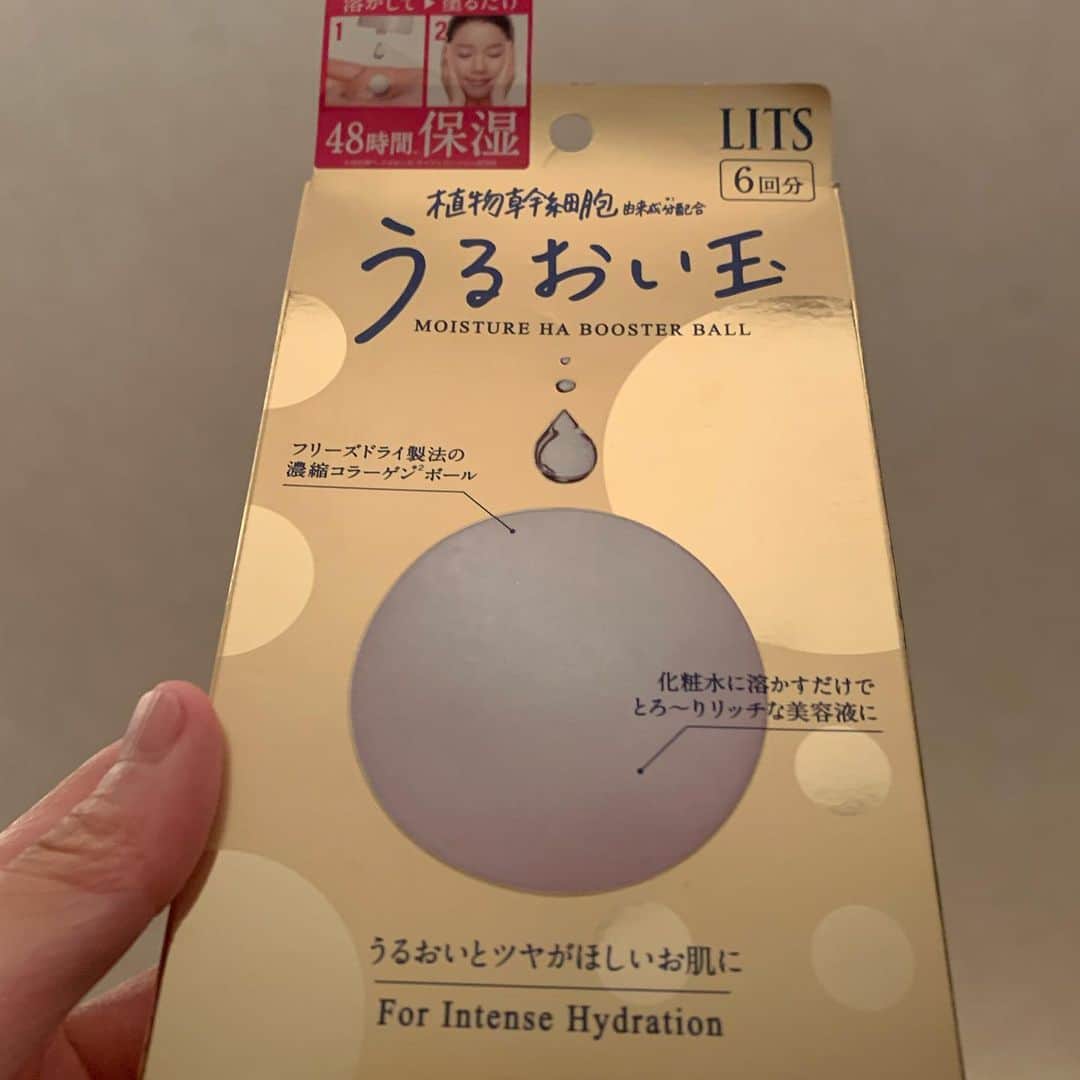 溶かして▶塗るだけ
1
2
48時間 保湿
LITS
6回分
植物幹細胞 由来成分配合
うるおい玉
MOISTURE HA BOOSTER BALL
フリーズドライ製法の
濃縮コラーゲン*2ボール
化粧水に溶かすだけで
とろ〜りリッチな美容液に
うるおいとツヤがほしいお肌に
For Intense Hydration